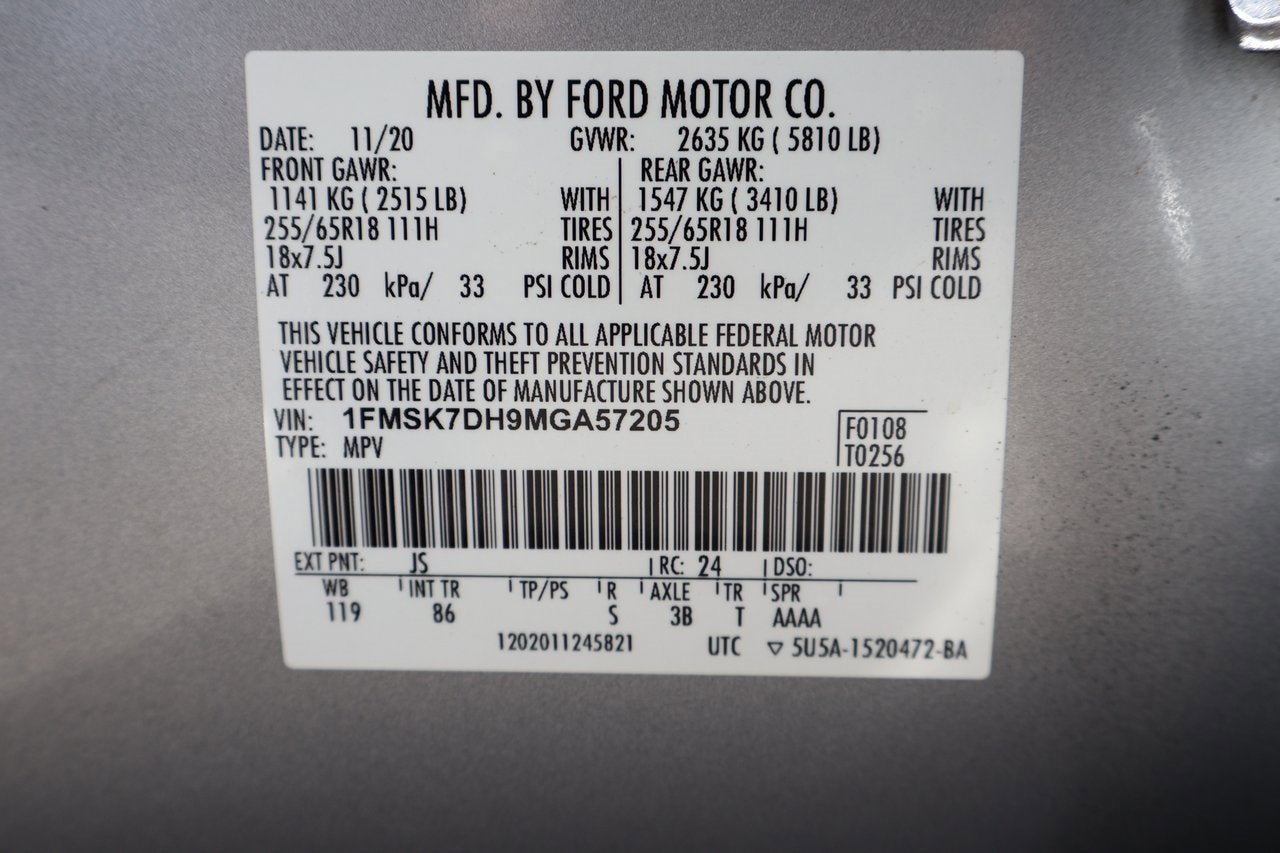 MFD. BY FORD MOTOR CO.
DATE: 11/20 GVWR: 2635 KG ( 5810 LB)
FRONT GAWR: REAR GAWR:
1141 KG ( 2515 LB) WITH 1547 KG ( 3410 LB) WITH
255/65R18 111H TIRES 255/65R18 111H TIRES
18x7.5J RIMS 18x7.5J RIMS
AT 230 kPa/ 33 PSI COLD AT 230 kPa/ 33 PSI COLD
THIS VEHICLE CONFORMS TO ALL APPLICABLE FEDERAL MOTOR
VEHICLE SAFETY AND THEFT PREVENTION STANDARDS IN
EFFECT ON THE DATE OF MANUFACTURE SHOWN ABOVE.
VIN: 1FMSK7DH9MGA57205 F0108
TYPE: MPV T0256
EXT PNT: JS RC: 24 DSO:
WB INT TR TP/PS R AXLE TR SPR
119 86 S 3B T AAAA
1202011245821 UTC ▽ 5U5A-1520472-BA